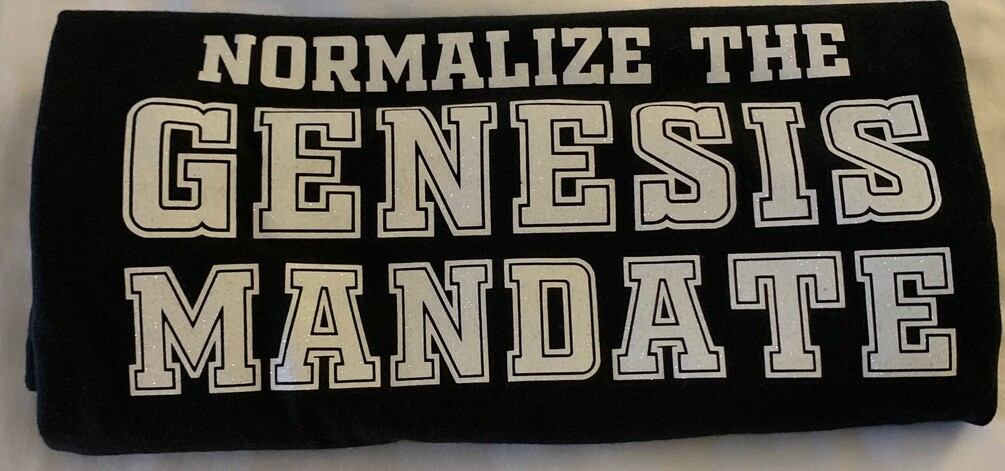 NORMALIZE THE
GENESIS
MANDATE